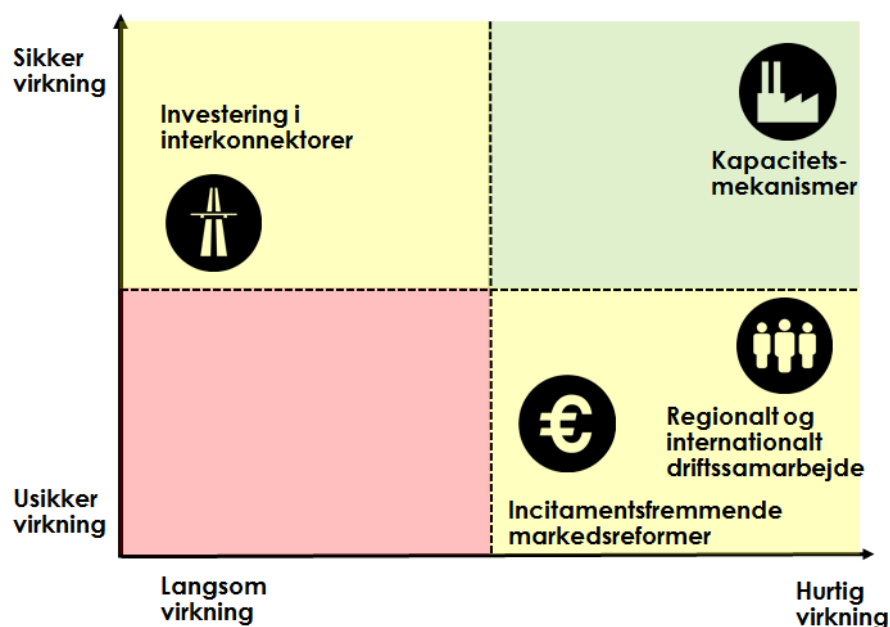 Sikker
virkning
Investering i
interkonnektorer
Kapacitets-
mekanismer
€
Regionalt og
internationalt
driftssamarbejde
Incitamentsfremmende
markedsreformer
Usikker
virkning
Langsom
virkning
Hurtig
virkning